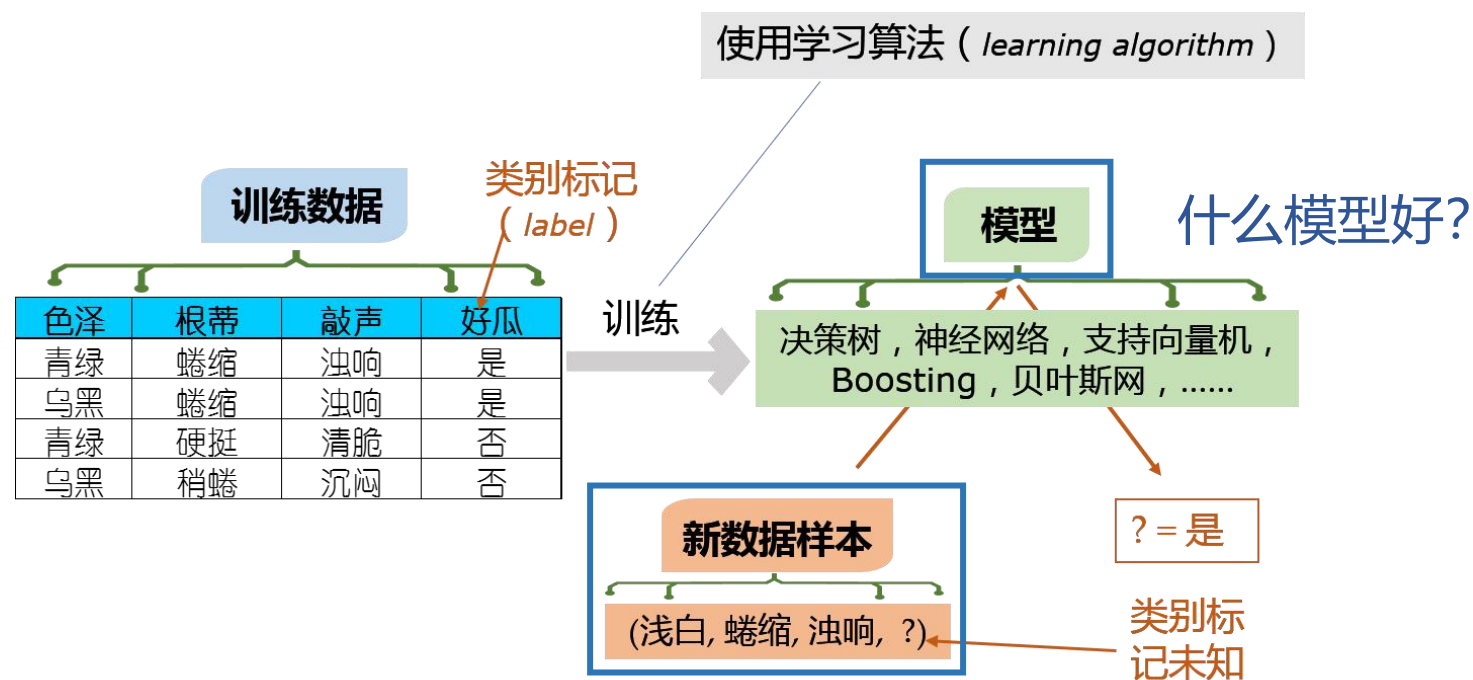 使用学习算法（learning algorithm）
训练数据
类别标记
（label）
模型
什么模型好？
色泽 根蒂 敲声 好瓜
青绿 蜷缩 浊响 是
乌黑 蜷缩 浊响 是
青绿 硬挺 清脆 否
乌黑 稍蜷 沉闷 否
训练
决策树，神经网络，支持向量机，
Boosting，贝叶斯网，……
新数据样本
(浅白, 蜷缩, 浊响, ?)
? = 是
类别标
记未知